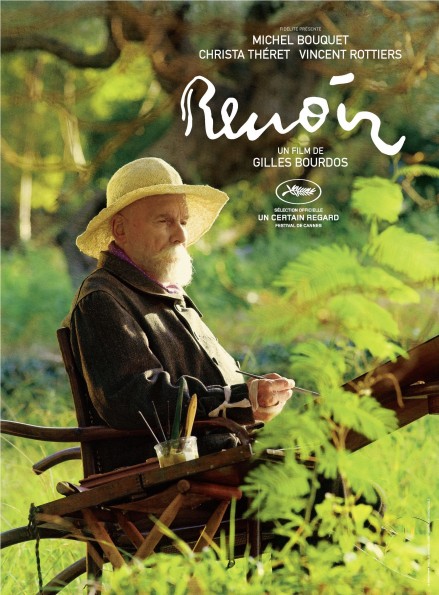 FIDÉLITÉ PRÉSENTE
MICHEL BOUQUET
CHRISTA THÉRET VINCENT ROTTIERS
Renoir
UN FILM DE
GILLES BOURDOS
SÉLECTION OFFICIELLE
UN CERTAIN REGARD
FESTIVAL DE CANNES